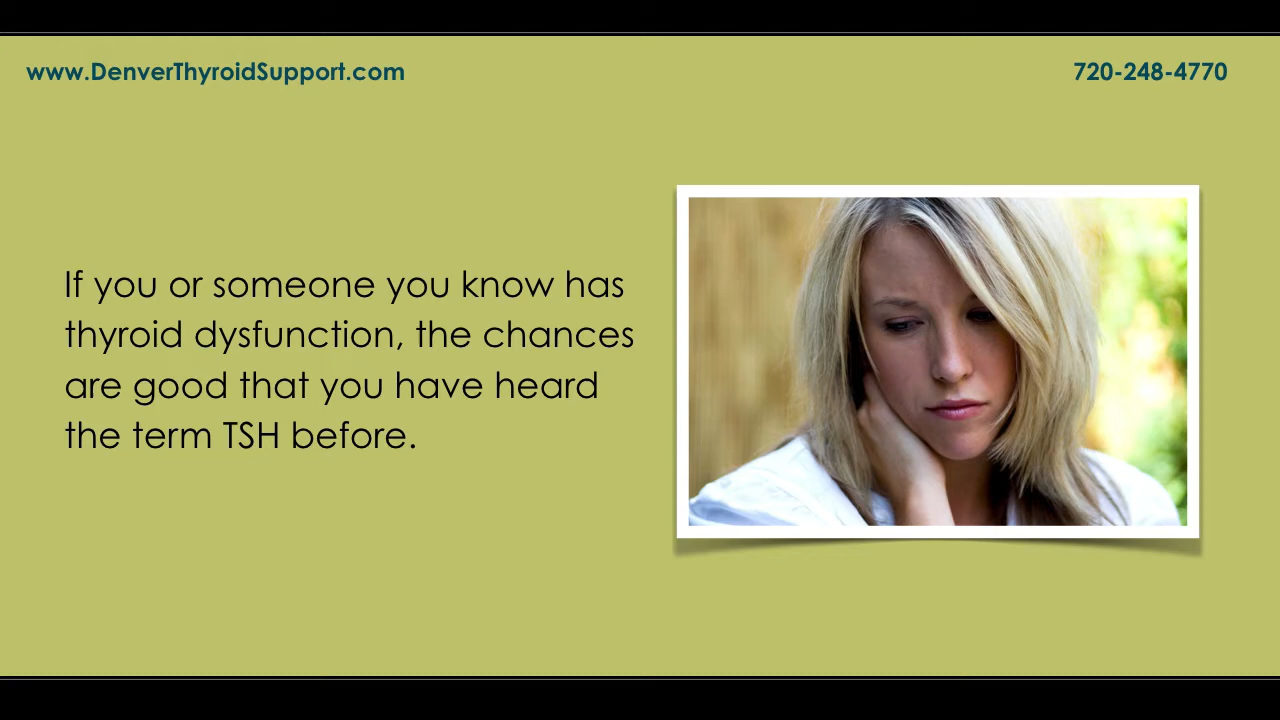 www.DenverThyroidSupport.com
720-248-4770
If you or someone you know has
thyroid dysfunction, the chances
are good that you have heard
the term TSH before.